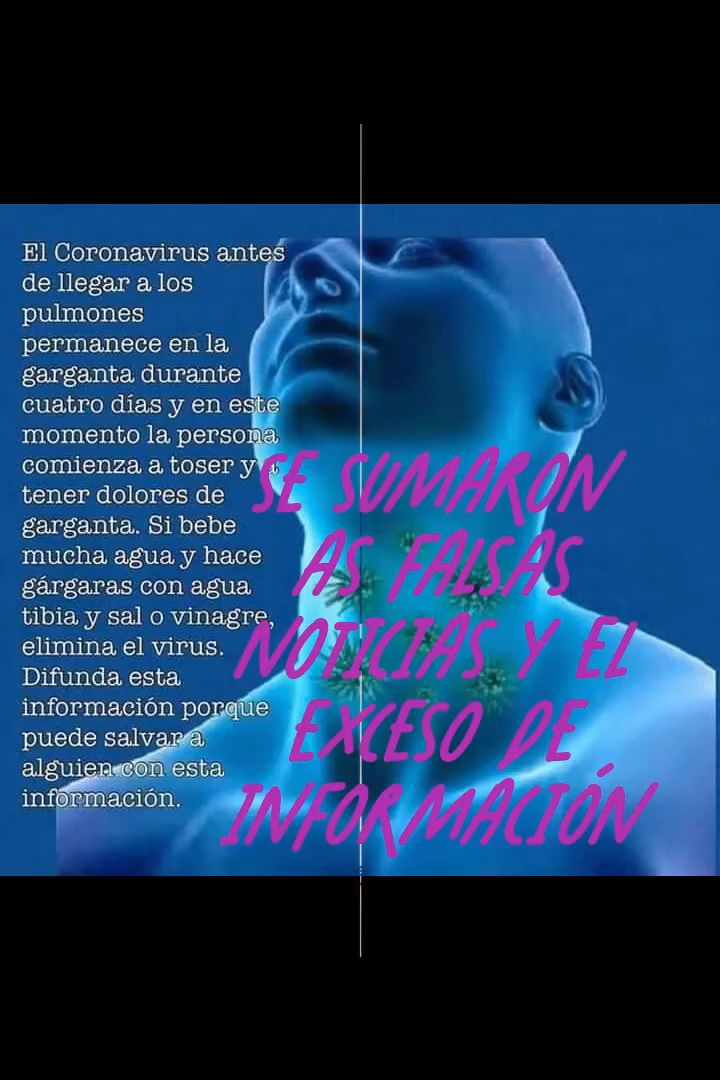 El Coronavirus antes
de llegar a los
pulmones
permanece en la
garganta durante
cuatro días y en este
momento la persona
comienza a toser y a
tener dolores de
garganta. Si bebe
mucha agua y hace
gárgaras con agua
tibia y sal o vinagre,
elimina el virus.
Difunda esta
información porque
puede salvar a
alguien con esta
información.
SE SUMARON
AS FALSAS
NOTICIAS Y EL
EXCESO DE
INFORMACIÓN